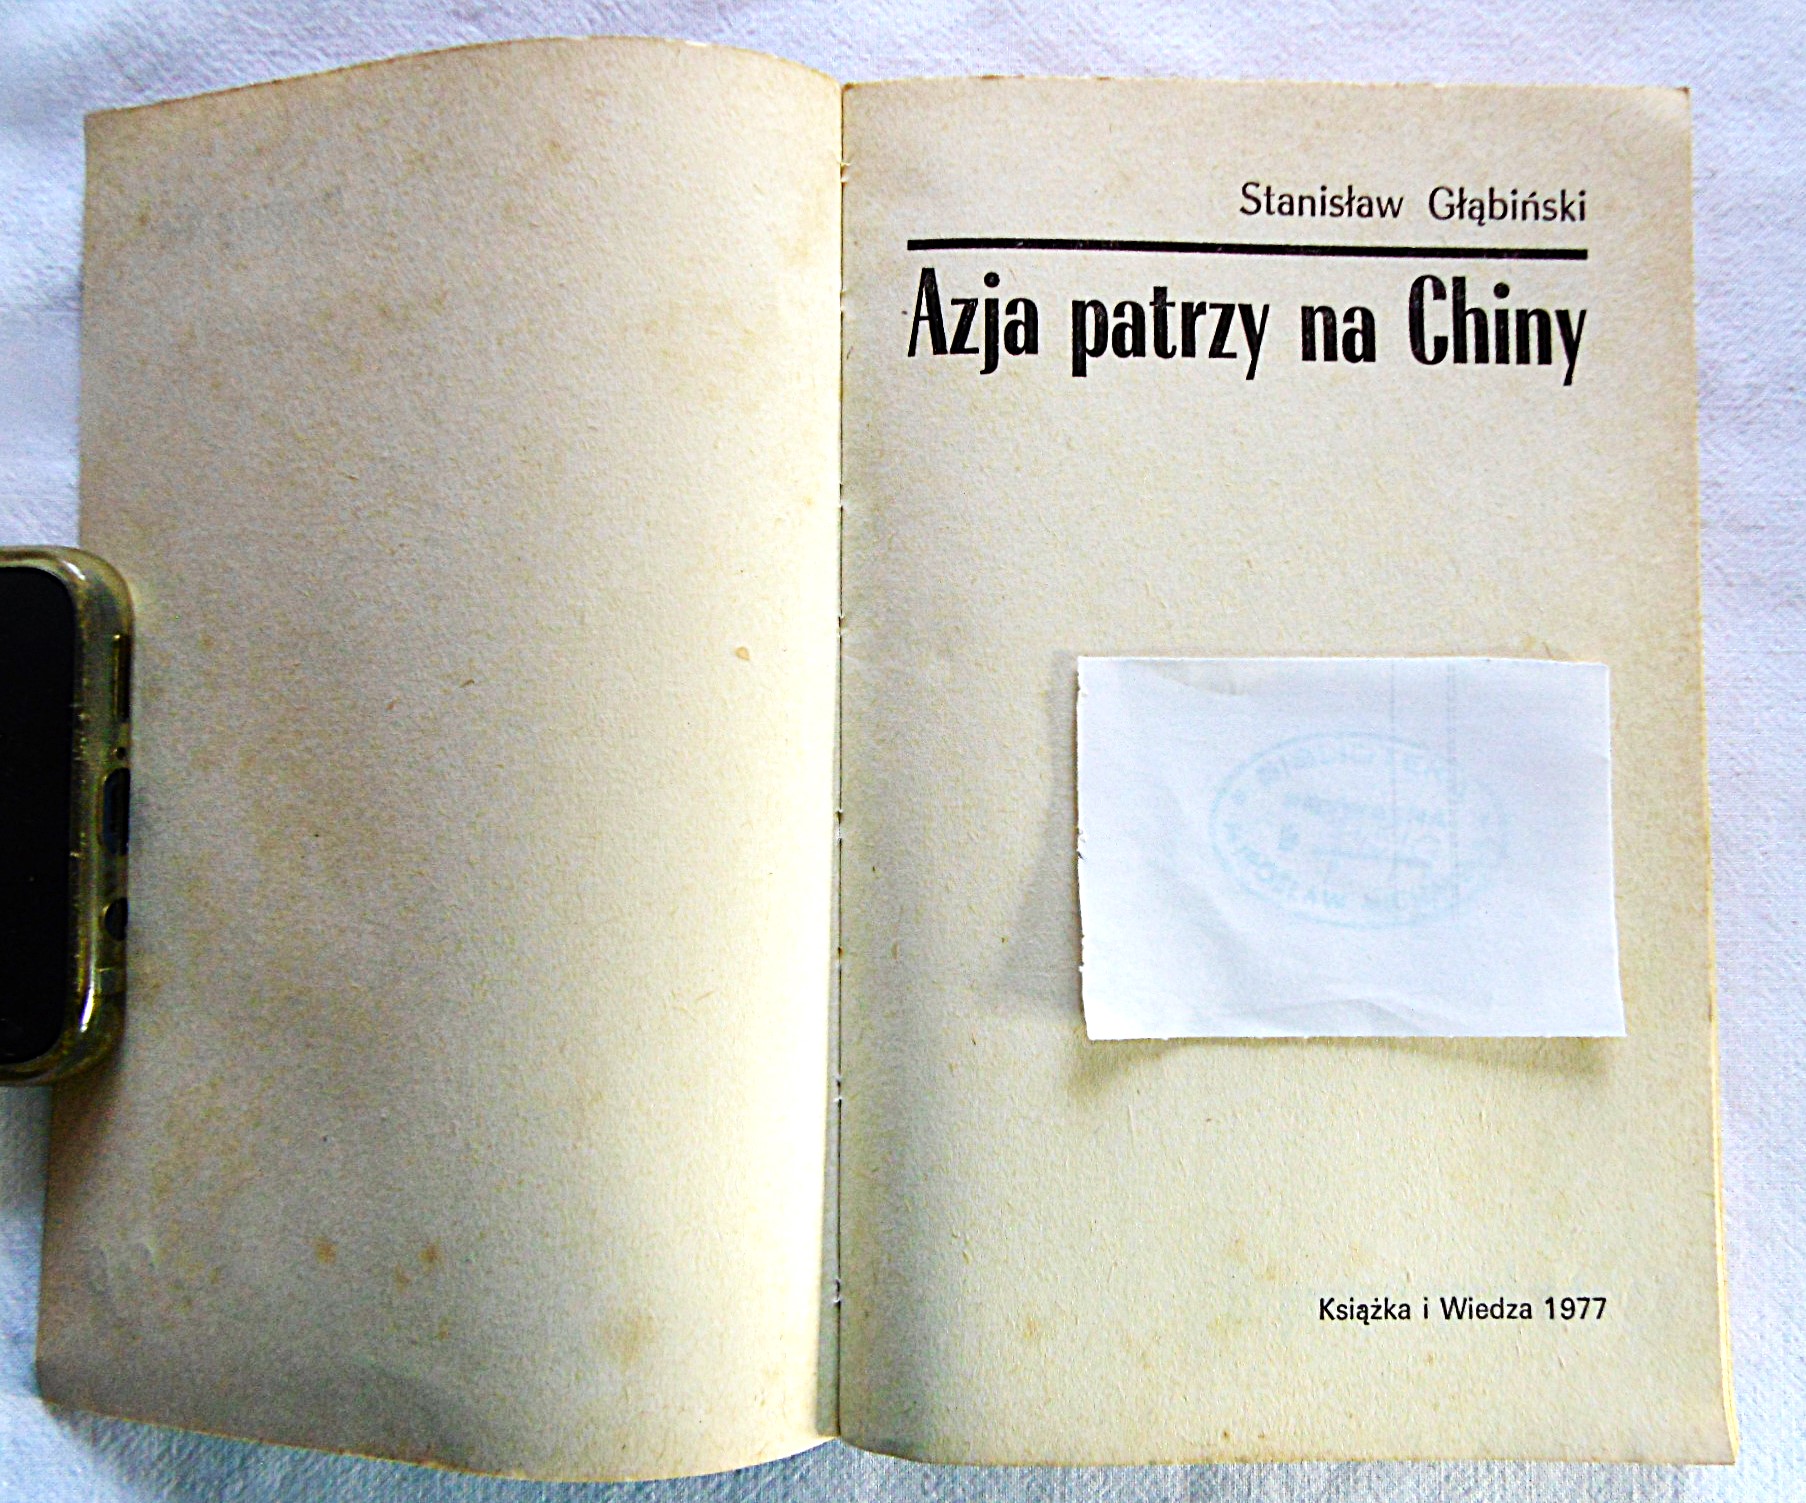 Stanisław Głąbiński
Azja patrzy na Chiny
Książka i Wiedza 1977